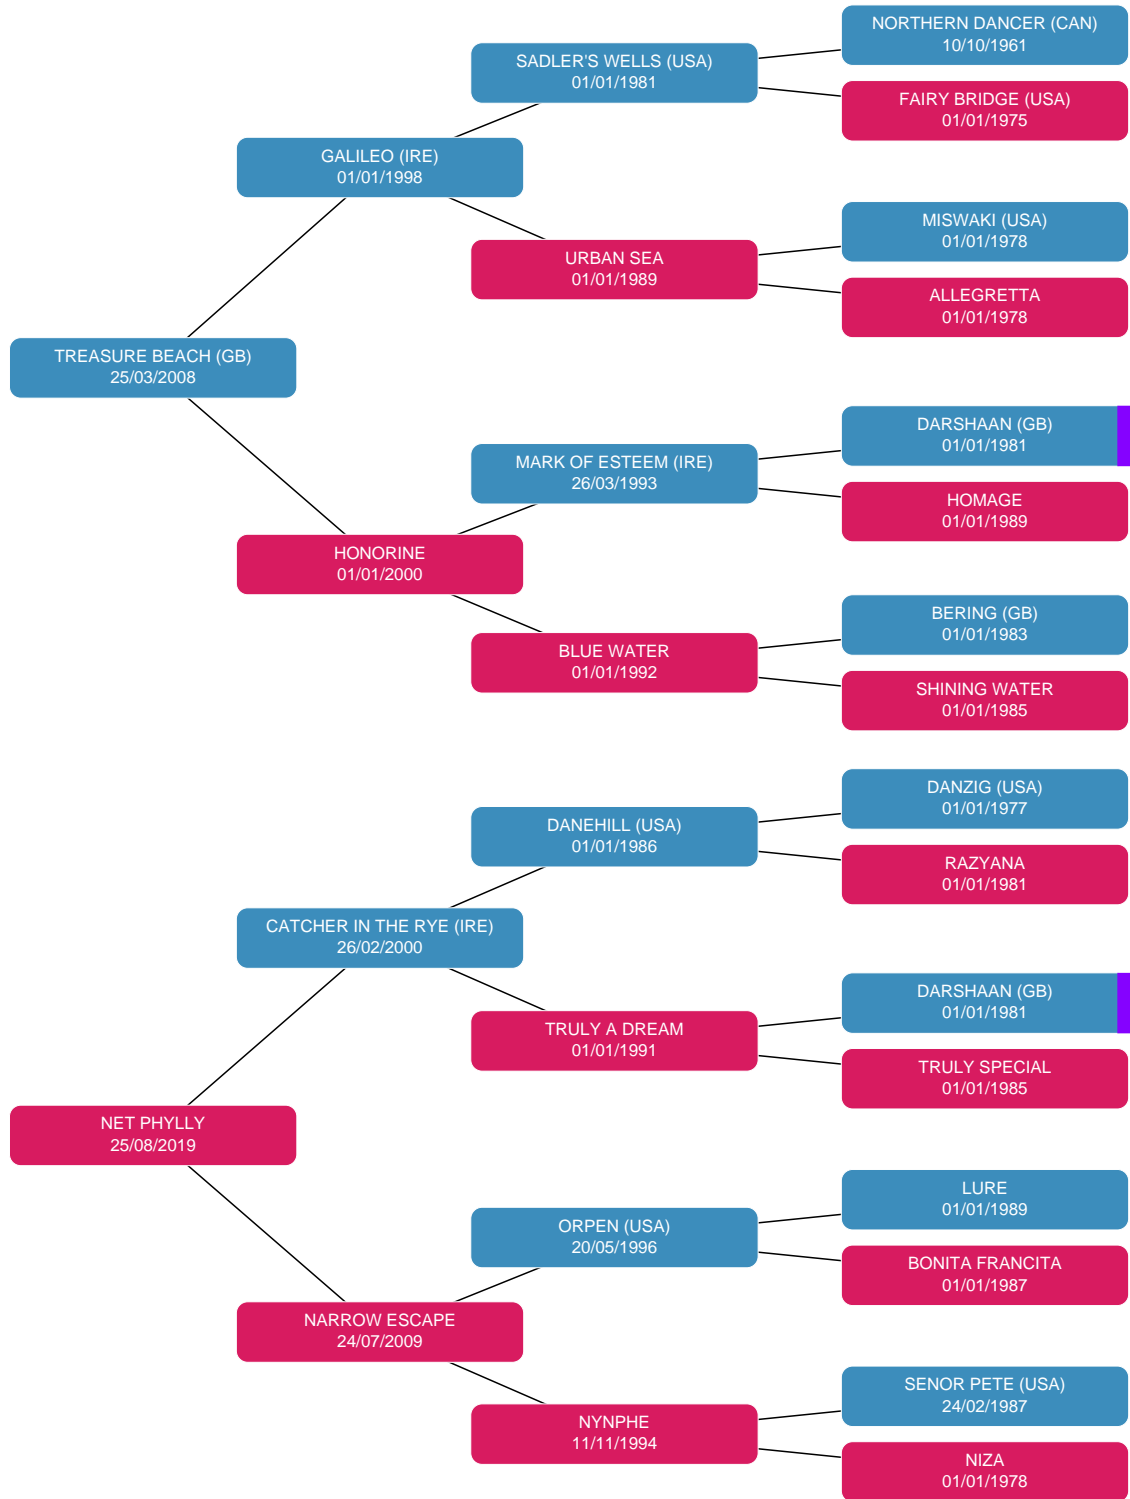 NORTHERN DANCER (CAN)
10/10/1961
SADLER'S WELLS (USA)
01/01/1981
FAIRY BRIDGE (USA)
01/01/1975
GALILEO (IRE)
01/01/1998
MISWAKI (USA)
01/01/1978
URBAN SEA
01/01/1989
ALLEGRETTA
01/01/1978
TREASURE BEACH (GB)
25/03/2008
DARSHAAN (GB)
01/01/1981
MARK OF ESTEEM (IRE)
26/03/1993
HOMAGE
01/01/1989
HONORINE
01/01/2000
BERING (GB)
01/01/1983
BLUE WATER
01/01/1992
SHINING WATER
01/01/1985
DANZIG (USA)
01/01/1977
DANEHILL (USA)
01/01/1986
RAZYANA
01/01/1981
CATCHER IN THE RYE (IRE)
26/02/2000
DARSHAAN (GB)
01/01/1981
TRULY A DREAM
01/01/1991
TRULY SPECIAL
01/01/1985
NET PHYLLY
25/08/2019
LURE
01/01/1989
ORPEN (USA)
20/05/1996
BONITA FRANCITA
01/01/1987
NARROW ESCAPE
24/07/2009
SENOR PETE (USA)
24/02/1987
NYNPHE
11/11/1994
NIZA
01/01/1978